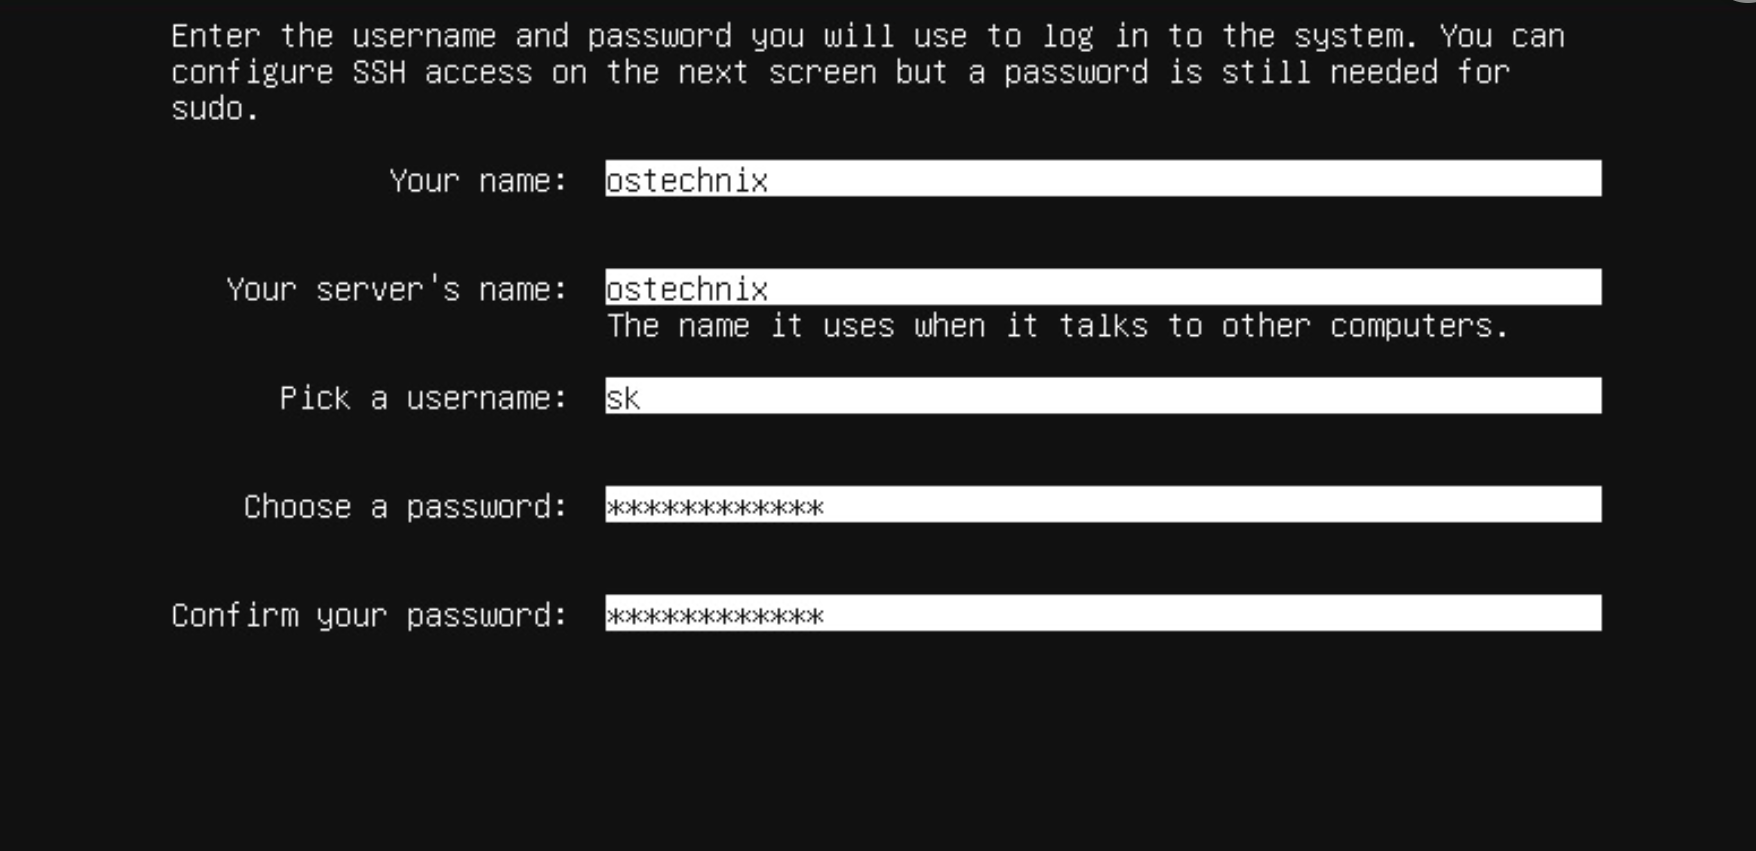 Enter the username and password you will use to log in to the system. You can
configure SSH access on the next screen but a password is still needed for
sudo.
Your name: ostechnix
Your server's name: ostechnix
The name it uses when it talks to other computers.
Pick a username: sk
Choose a password: ************
Confirm your password: ************